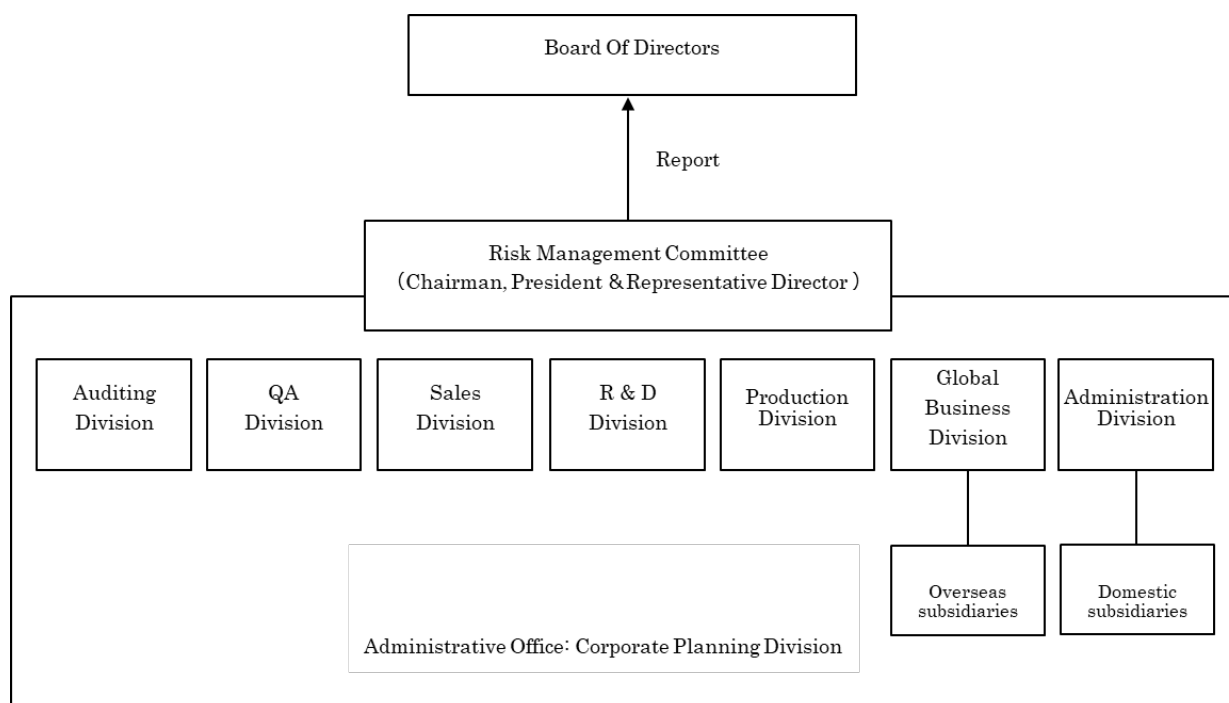 Board Of Directors
Report
Risk Management Committee
（Chairman, President ＆Representative Director）
Auditing
Division
QA
Division
Sales
Division
R & D
Division
Production
Division
Global
Business
Division
Administration
Division
Overseas
subsidiaries
Domestic
subsidiaries
Administrative Office: Corporate Planning Division